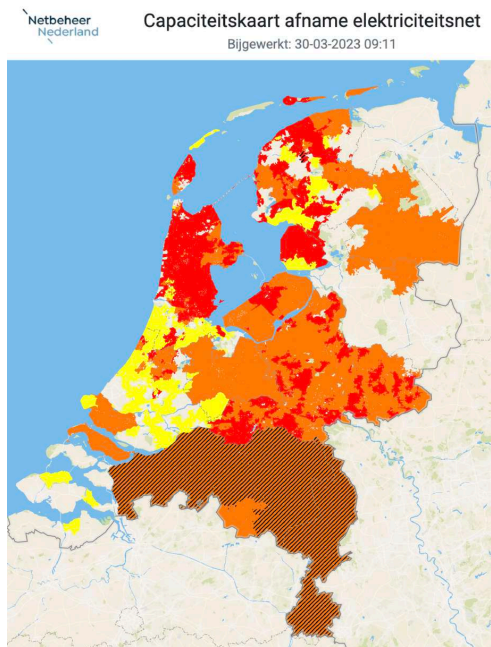 Netbeheer
Nederland
Capaciteitskaart afname elektriciteitsnet
Bijgewerkt: 30-03-2023 09:11